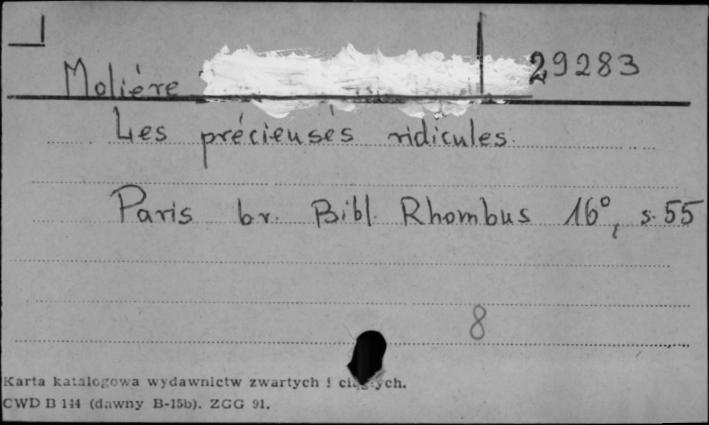 Molière 29283
Les précieuses ridicules.
Paris br. Bibl. Rhombus 16°, s. 55
8
Karta katalogowa wydawnictw zwartych i ciągłych.
CWD B 144 (dawny B-15b). ZGG 91.